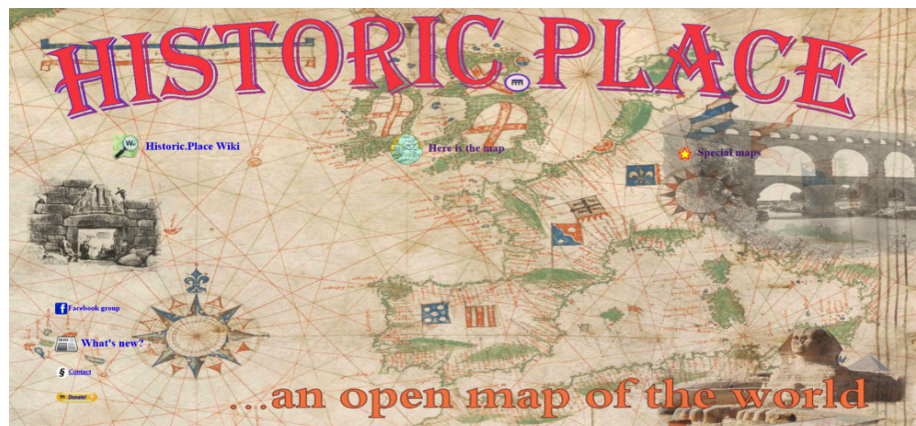 HISTORIC PLACE
Historic.Place Wiki
Here is the map
Special maps
Facebook group
What's new?
Contact
Donate!
...an open map of the world